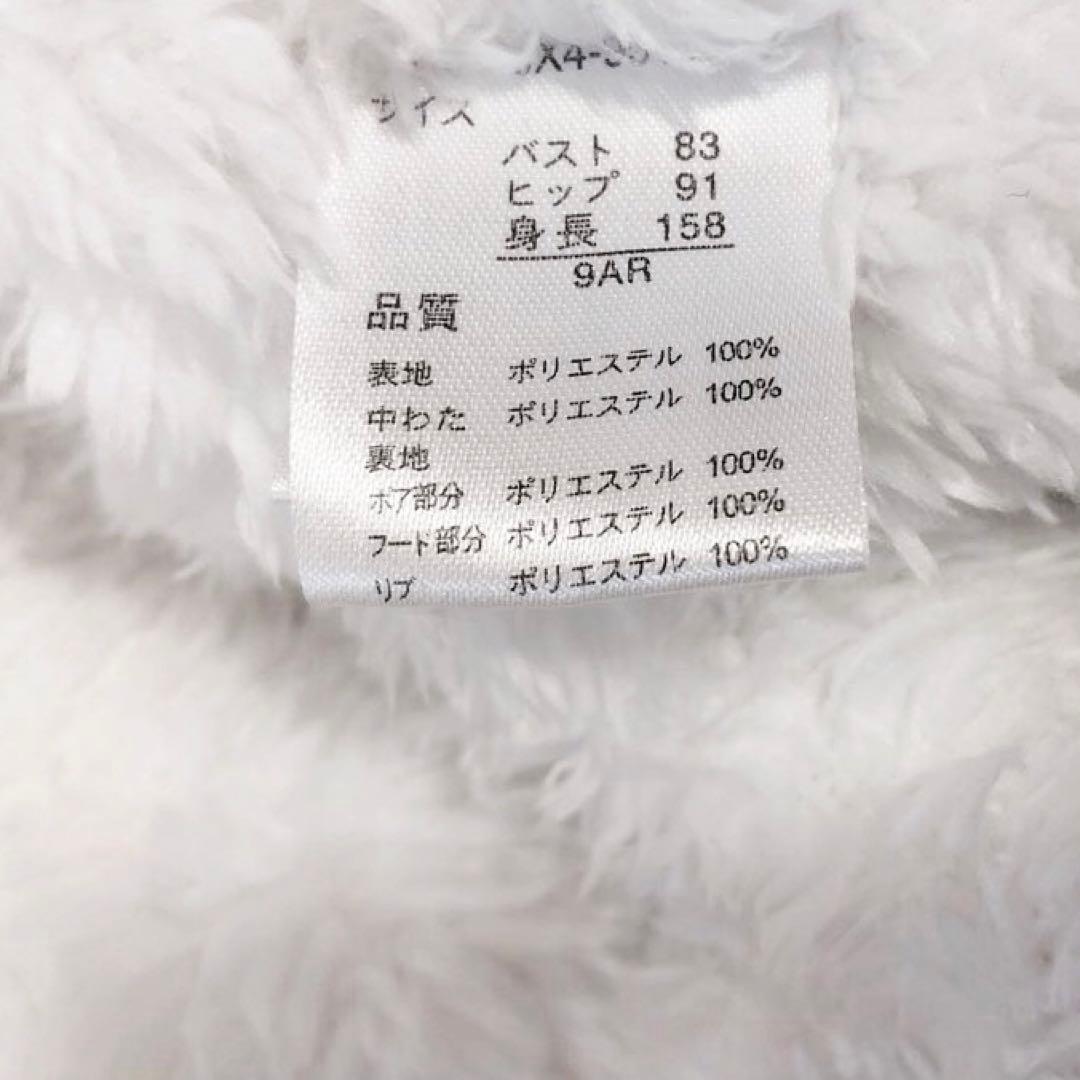 サイズ
バスト 83
ヒップ 91
身長 158
9AR
品質
表地 ポリエステル 100%
中わた ポリエステル 100%
裏地
ボア部分 ポリエステル 100%
フード部分 ポリエステル 100%
リブ ポリエステル 100%